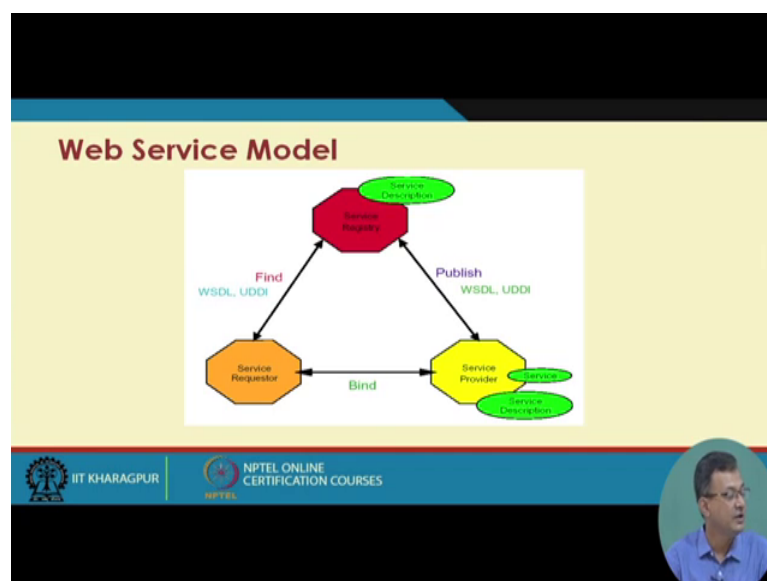 Web Service Model
Service
Description
Service
Registry
Find
WSDL, UDDI
Publish
WSDL, UDDI
Service
Requestor
Bind
Service
Provider
Service
Service
Description
IIT KHARAGPUR
NPTEL
NPTEL ONLINE
CERTIFICATION COURSES